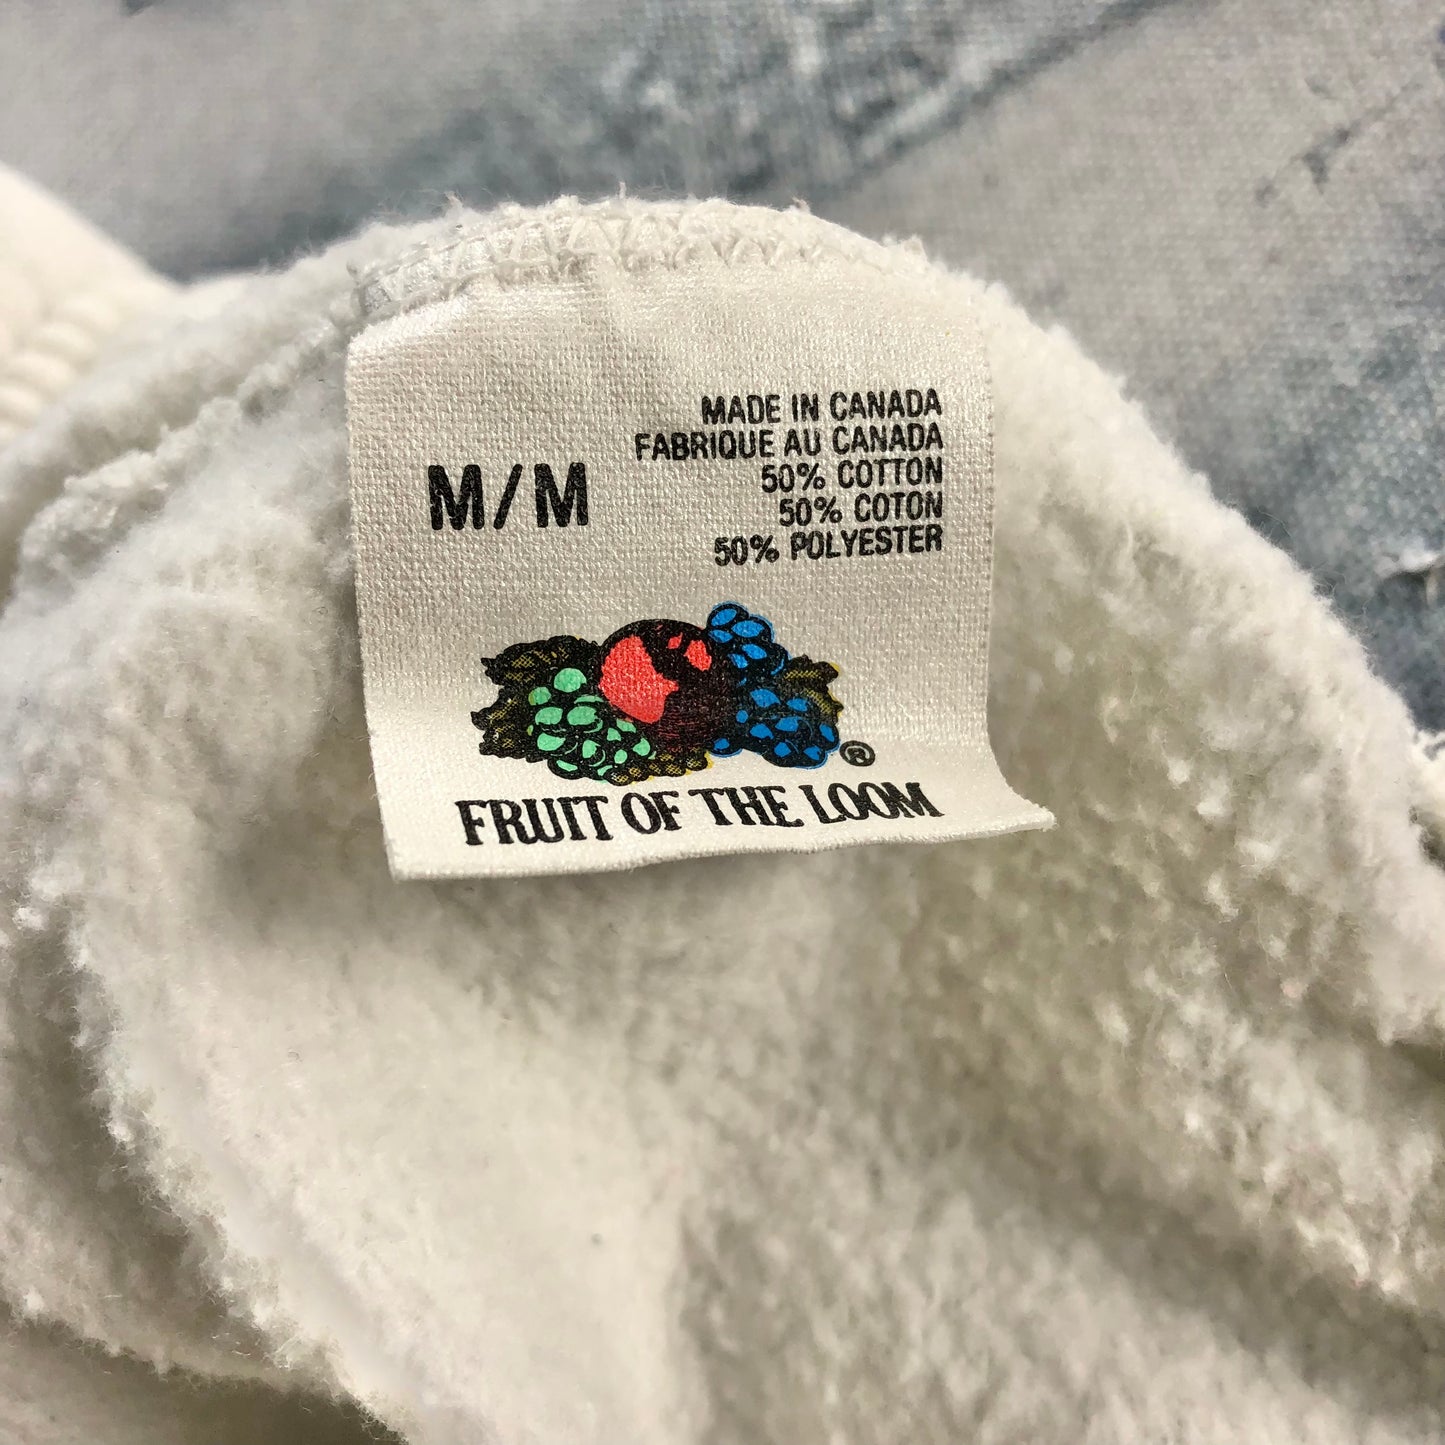 M/M
MADE IN CANADA
FABRIQUE AU CANADA
50% COTTON
50% COTON
50% POLYESTER
®
FRUIT OF THE LOOM